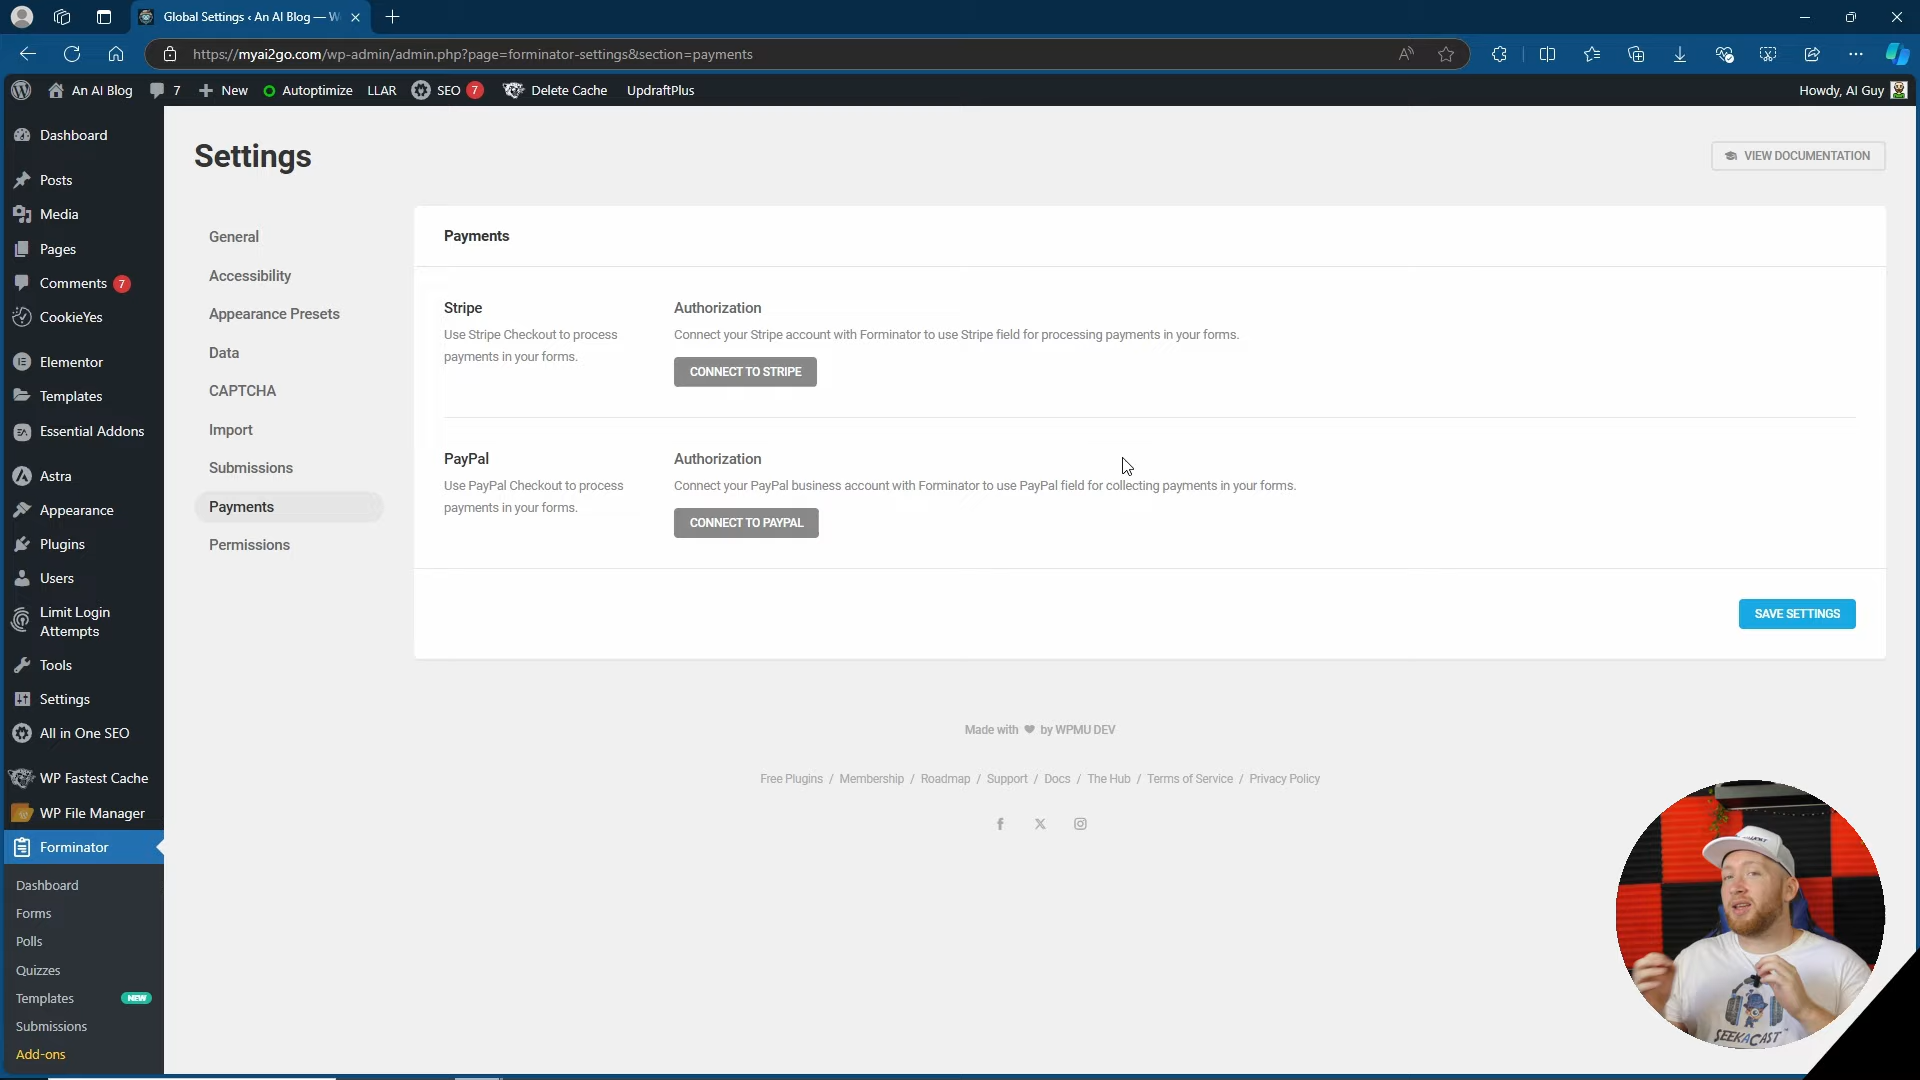 Global Settings ‹ An AI Blog — W
https://myai2go.com/wp-admin/admin.php?page=forminator-settings&section=payments
An AI Blog
7
New
Autoptimize
LLAR
SEO
7
Delete Cache
UpdraftPlus
Howdy, AI Guy
Dashboard
Posts
Media
Pages
Comments
7
CookieYes
Elementor
Templates
Essential Addons
Astra
Appearance
Plugins
Users
Limit Login
Attempts
Tools
Settings
All in One SEO
WP Fastest Cache
WP File Manager
Forminator
Dashboard
Forms
Polls
Quizzes
Templates
NEW
Submissions
Add-ons
Settings
VIEW DOCUMENTATION
General
Accessibility
Appearance Presets
Data
CAPTCHA
Import
Submissions
Payments
Permissions
Payments
Stripe
Use Stripe Checkout to process
payments in your forms.
Authorization
Connect your Stripe account with Forminator to use Stripe field for processing payments in your forms.
CONNECT TO STRIPE
PayPal
Use PayPal Checkout to process
payments in your forms.
Authorization
Connect your PayPal business account with Forminator to use PayPal field for collecting payments in your forms.
CONNECT TO PAYPAL
SAVE SETTINGS
Made with ♥ by WPMU DEV
Free Plugins / Membership / Roadmap / Support / Docs / The Hub / Terms of Service / Privacy Policy
SEEKACAST